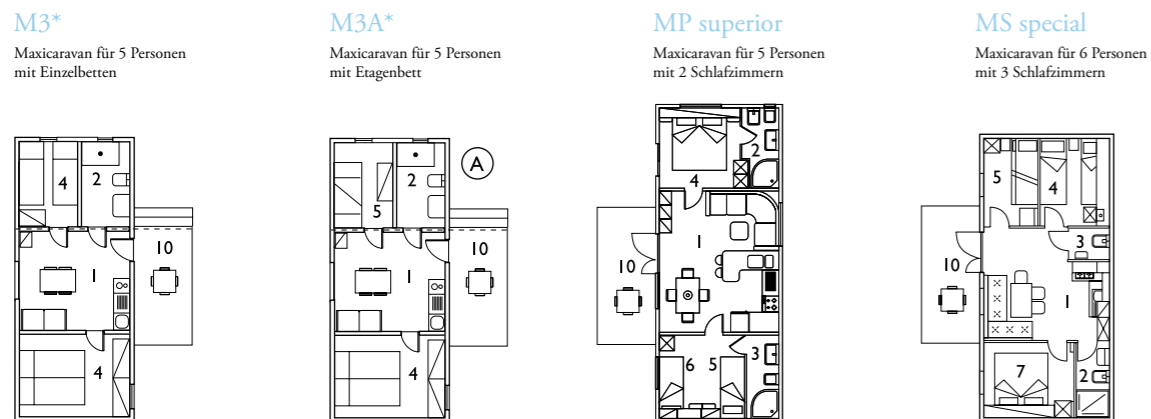 M3*
Maxicaravan für 5 Personen
mit Einzelbetten
4
2
10
1
4
M3A*
Maxicaravan für 5 Personen
mit Etagenbett
A
2
5
10
1
4
MP superior
Maxicaravan für 5 Personen
mit 2 Schlafzimmern
2
4
1
10
3
6
5
MS special
Maxicaravan für 6 Personen
mit 3 Schlafzimmern
5
4
3
10
1
7
2